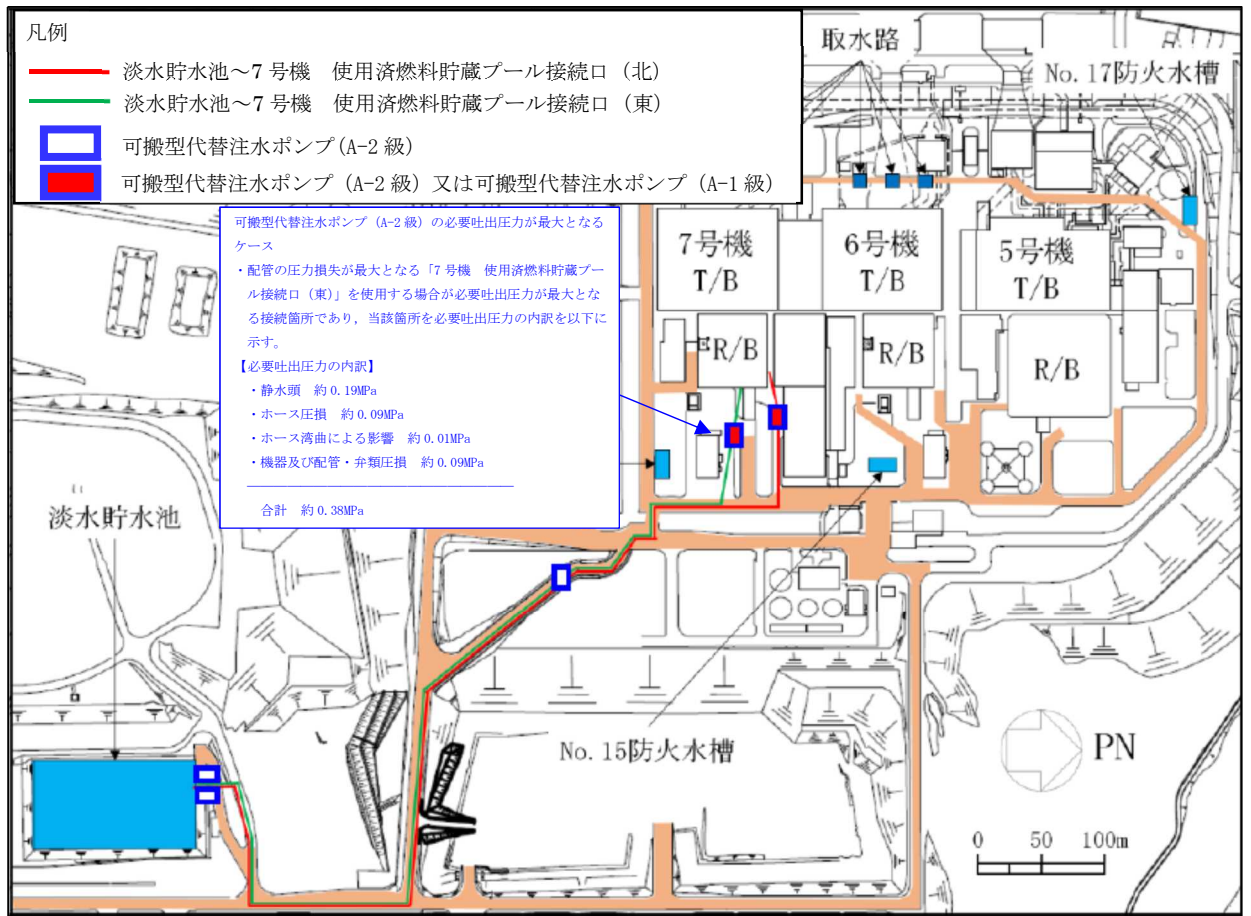 凡例
淡水貯水池～7号機 使用済燃料貯蔵プール接続口（北）
淡水貯水池～7号機 使用済燃料貯蔵プール接続口（東）
可搬型代替注水ポンプ(A-2級)
可搬型代替注水ポンプ（A-2級）又は可搬型代替注水ポンプ（A-1級）
取水路
No.17防火水槽
可搬型代替注水ポンプ（A-2級）の必要吐出圧力が最大となる
ケース
・配管の圧力損失が最大となる「7号機 使用済燃料貯蔵プー
ル接続口（東）」を使用する場合が必要吐出圧力が最大とな
る接続箇所であり，当該箇所を必要吐出圧力の内訳を以下に
示す。
【必要吐出圧力の内訳】
・静水頭 約0.19MPa
・ホース圧損 約0.09MPa
・ホース湾曲による影響 約0.01MPa
・機器及び配管・弁類圧損 約0.09MPa
合計 約0.38MPa
7号機
T/B
6号機
T/B
5号機
T/B
R/B
R/B
R/B
淡水貯水池
No.15防火水槽
PN
0 50 100m